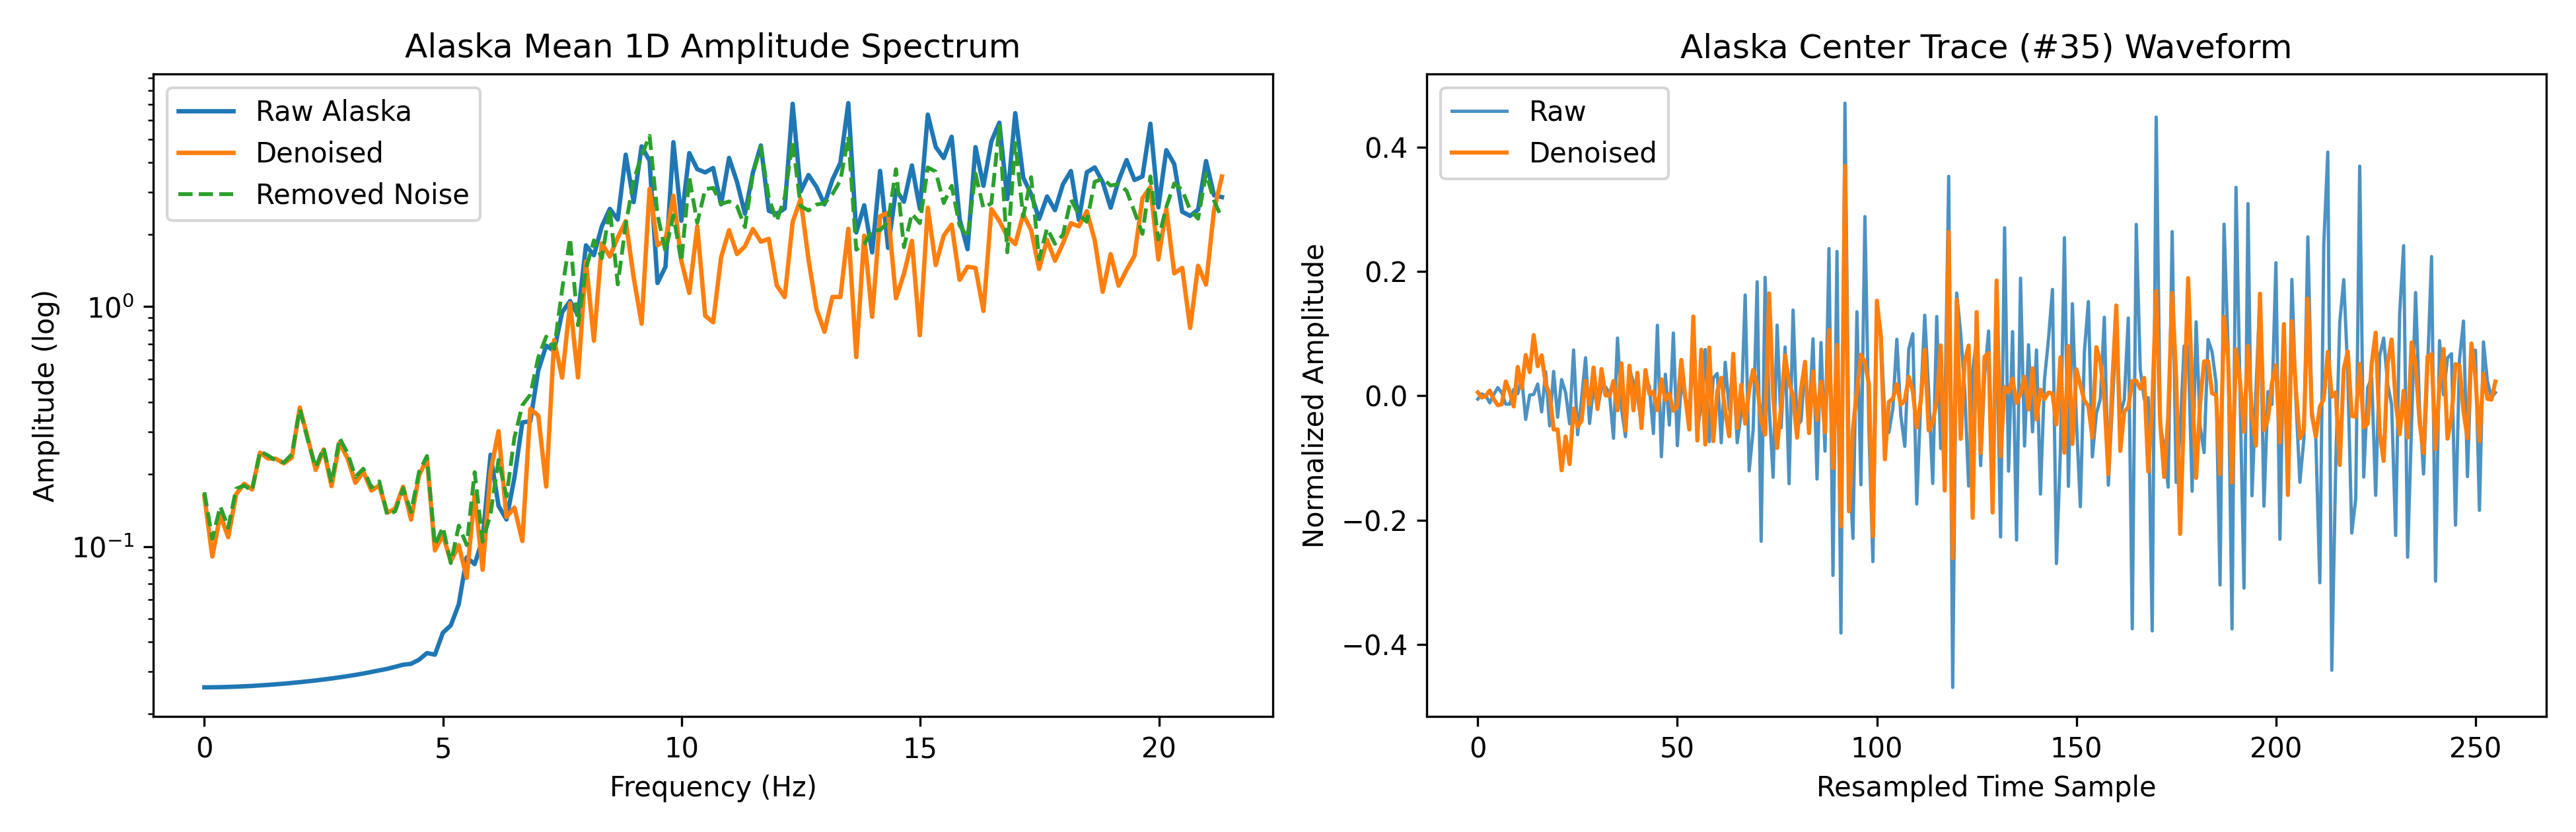 Alaska Mean 1D Amplitude Spectrum
Raw Alaska
Denoised
Removed Noise
Amplitude (log)
10⁰
10⁻¹
0 5 10 15 20
Frequency (Hz)
Alaska Center Trace (#35) Waveform
Raw
Denoised
Normalized Amplitude
0.4
0.2
0.0
−0.2
−0.4
0 50 100 150 200 250
Resampled Time Sample